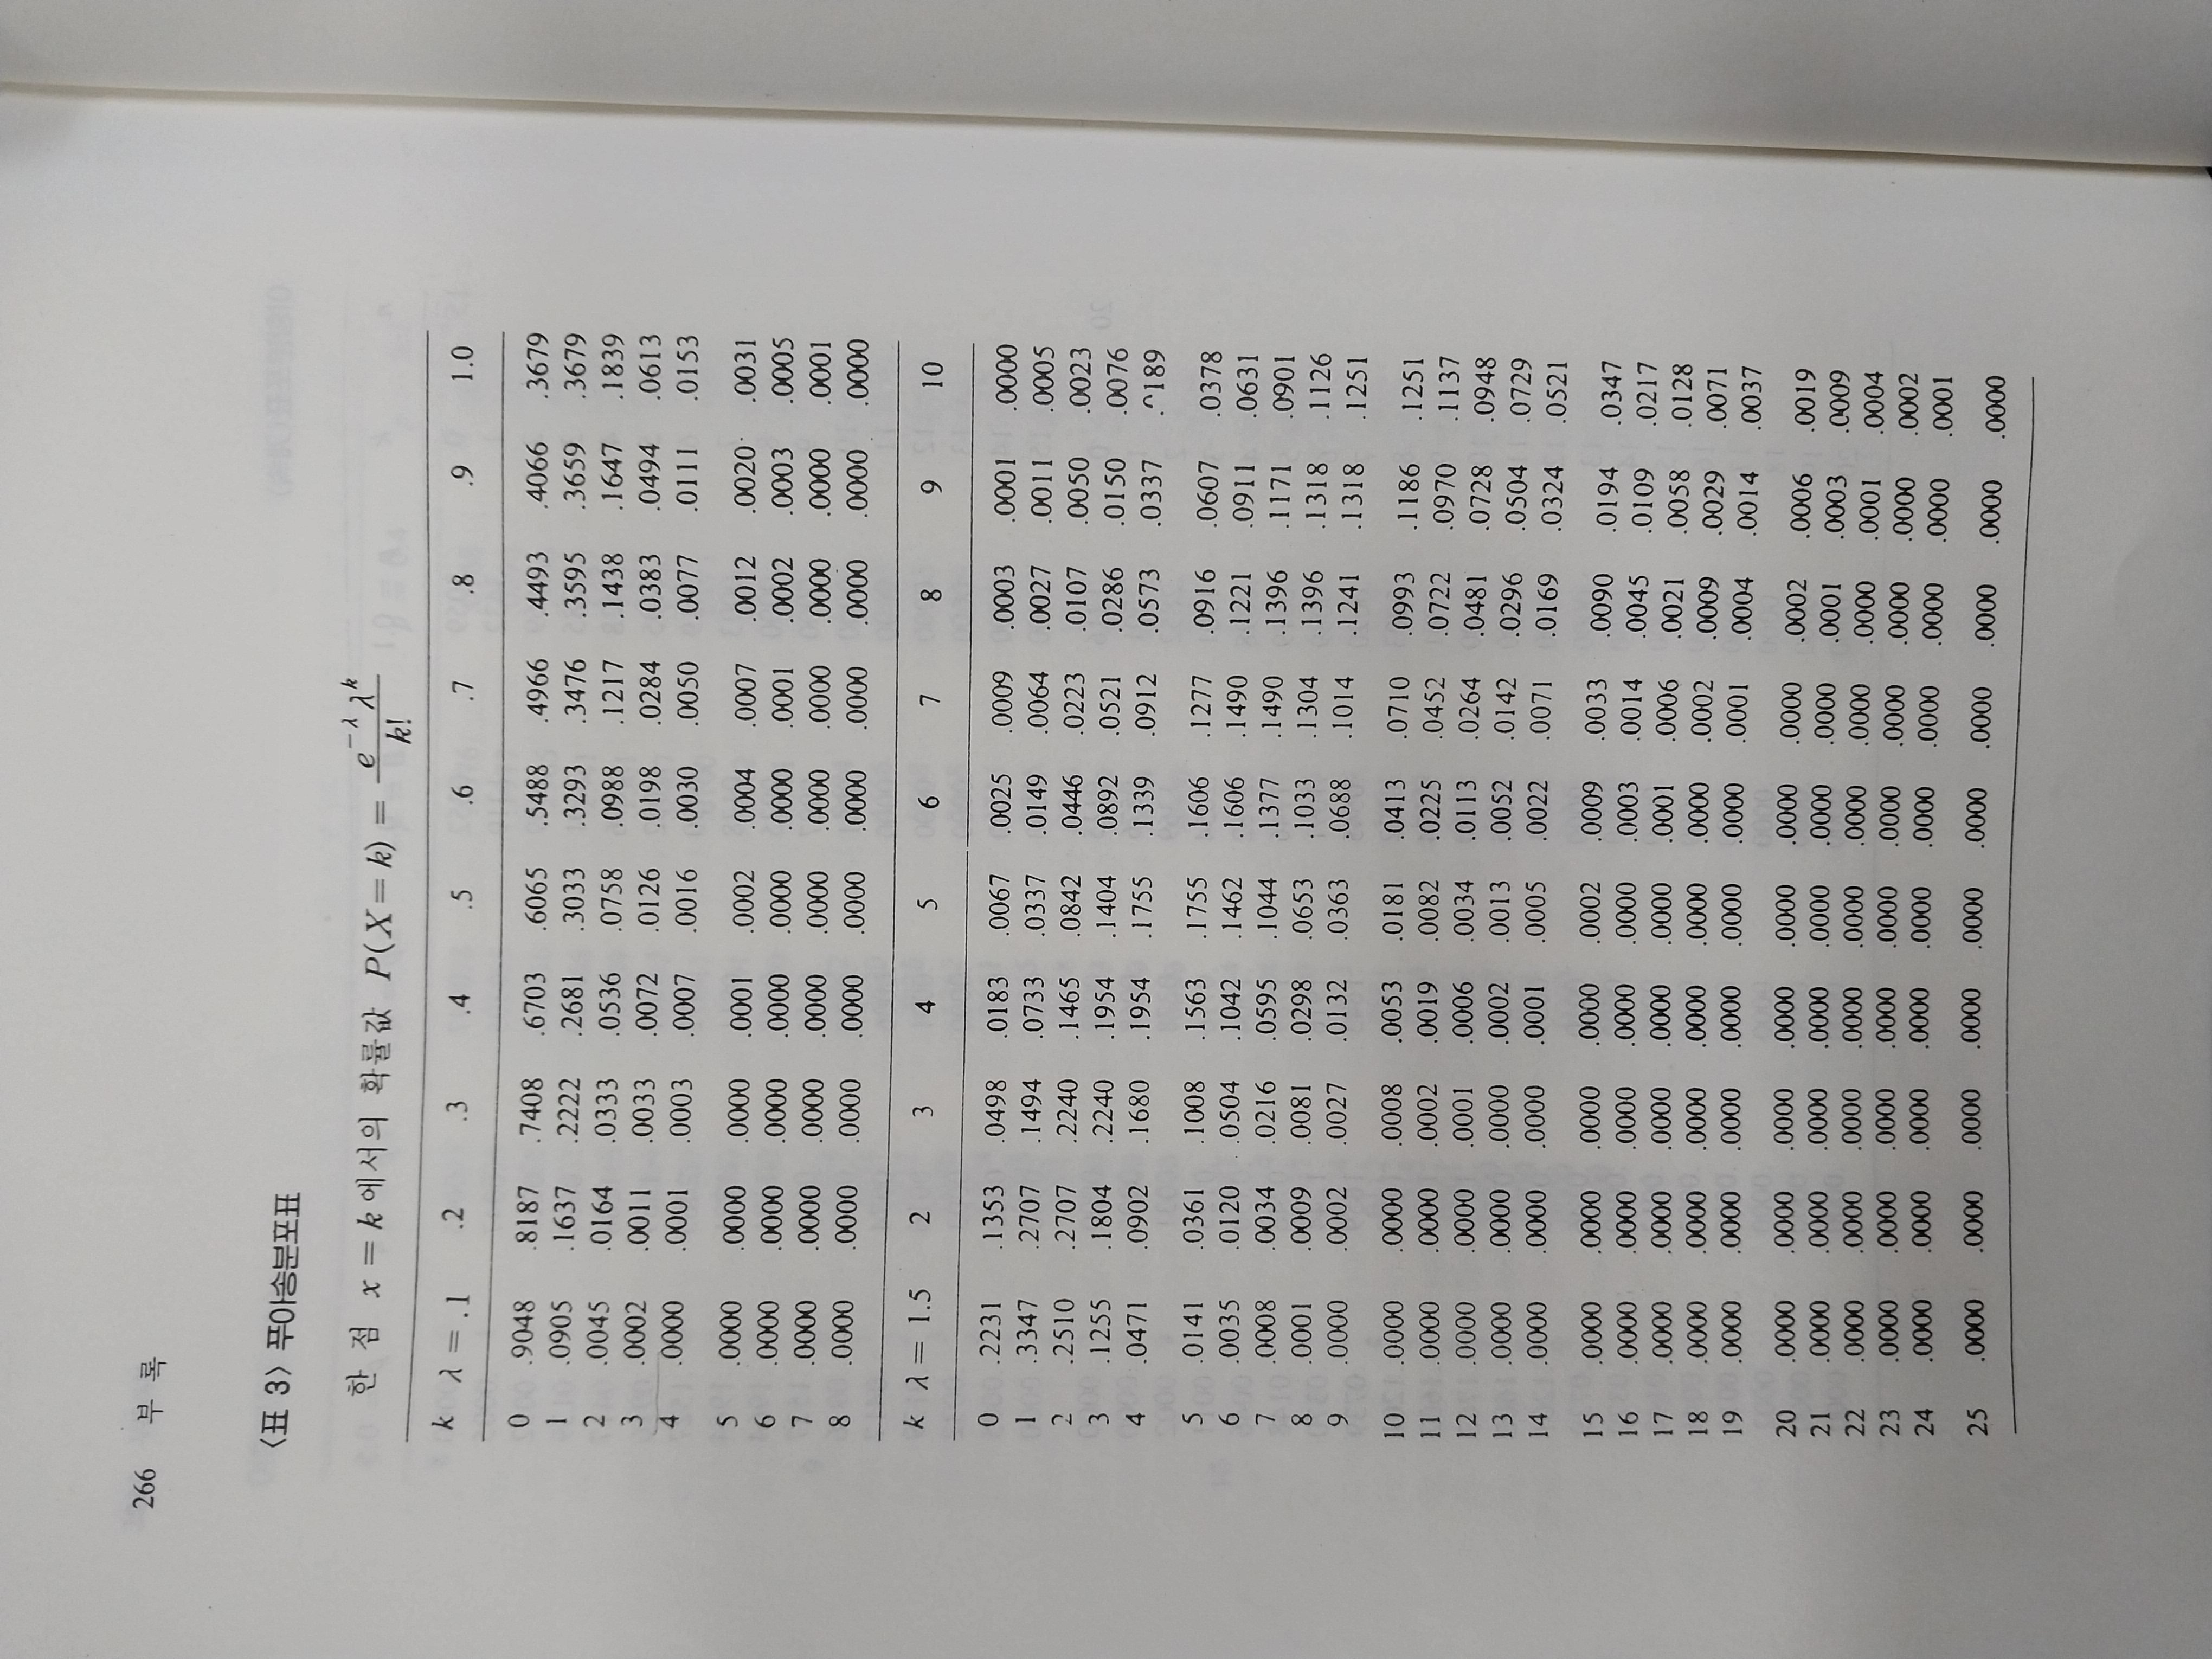 266 부 록
〈표 3〉 푸아송분포표
한 점 x = k 에서의 확률값 P(X = k) = e^{-λ} λ^k / k!
k λ = .1 .2 .3 .4 .5 .6 .7 .8 .9 1.0
0 .9048 .8187 .7408 .6703 .6065 .5488 .4966 .4493 .4066 .3679
1 .0905 .1637 .2222 .2681 .3033 .3293 .3476 .3595 .3659 .3679
2 .0045 .0164 .0333 .0536 .0758 .0988 .1217 .1438 .1647 .1839
3 .0002 .0011 .0033 .0072 .0126 .0198 .0284 .0383 .0494 .0613
4 .0000 .0001 .0003 .0007 .0016 .0030 .0050 .0077 .0111 .0153
5 .0000 .0000 .0000 .0001 .0002 .0004 .0007 .0012 .0020 .0031
6 .0000 .0000 .0000 .0000 .0000 .0000 .0001 .0002 .0003 .0005
7 .0000 .0000 .0000 .0000 .0000 .0000 .0000 .0000 .0000 .0001
8 .0000 .0000 .0000 .0000 .0000 .0000 .0000 .0000 .0000 .0000
k λ = 1.5 2 3 4 5 6 7 8 9 10
0 .2231 .1353 .0498 .0183 .0067 .0025 .0009 .0003 .0001 .0000
1 .3347 .2707 .1494 .0733 .0337 .0149 .0064 .0027 .0011 .0005
2 .2510 .2707 .2240 .1465 .0842 .0446 .0223 .0107 .0050 .0023
3 .1255 .1804 .2240 .1954 .1404 .0892 .0521 .0286 .0150 .0076
4 .0471 .0902 .1680 .1954 .1755 .1339 .0912 .0573 .0337
5 .0141 .0361 .1008 .1563 .1755 .1606 .1277 .0916 .0607 .0378
6 .0035 .0120 .0504 .1042 .1462 .1606 .1490 .1221 .0911 .0631
7 .0008 .0034 .0216 .0595 .1044 .1377 .1490 .1396 .1171 .0901
8 .0001 .0009 .0081 .0298 .0653 .1033 .1304 .1396 .1318 .1126
9 .0000 .0002 .0027 .0132 .0363 .0688 .1014 .1241 .1318 .1251
10 .0000 .0000 .0008 .0053 .0181 .0413 .0710 .0993 .1186 .1251
11 .0000 .0000 .0002 .0019 .0082 .0225 .0452 .0722 .0970 .1137
12 .0000 .0000 .0001 .0006 .0034 .0113 .0264 .0481 .0728 .0948
13 .0000 .0000 .0000 .0002 .0013 .0052 .0142 .0296 .0504 .0729
14 .0000 .0000 .0000 .0001 .0005 .0022 .0071 .0169 .0324 .0521
15 .0000 .0000 .0000 .0000 .0002 .0009 .0033 .0090 .0194 .0347
16 .0000 .0000 .0000 .0000 .0000 .0003 .0014 .0045 .0109 .0217
17 .0000 .0000 .0000 .0000 .0000 .0001 .0006 .0021 .0058 .0128
18 .0000 .0000 .0000 .0000 .0000 .0000 .0002 .0009 .0029 .0071
19 .0000 .0000 .0000 .0000 .0000 .0000 .0001 .0004 .0014 .0037
20 .0000 .0000 .0000 .0000 .0000 .0000 .0000 .0002 .0006 .0019
21 .0000 .0000 .0000 .0000 .0000 .0000 .0000 .0001 .0003 .0009
22 .0000 .0000 .0000 .0000 .0000 .0000 .0000 .0000 .0001 .0004
23 .0000 .0000 .0000 .0000 .0000 .0000 .0000 .0000 .0000 .0002
24 .0000 .0000 .0000 .0000 .0000 .0000 .0000 .0000 .0000 .0001
25 .0000 .0000 .0000 .0000 .0000 .0000 .0000 .0000 .0000 .0000